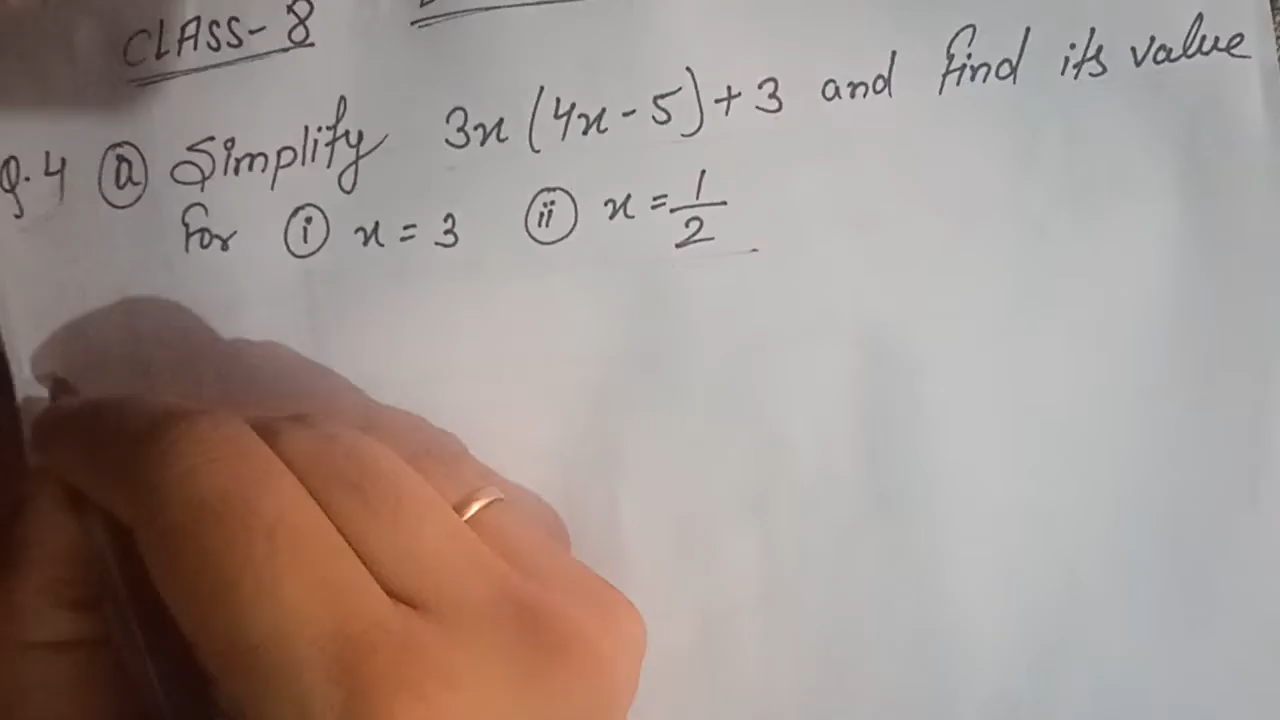 CLASS-8
Q.4 (a) Simplify 3x(4x-5)+3 and find its value
for (i) x = 3 (ii) x = 1/2